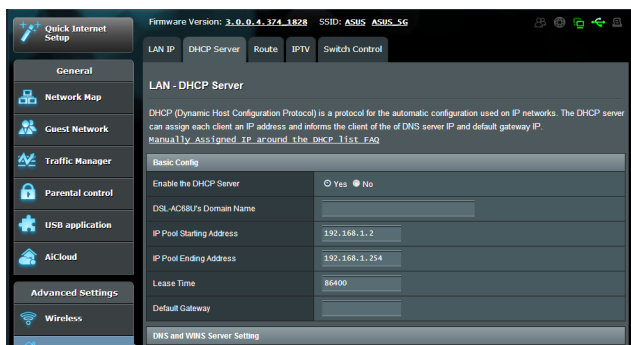 Quick Internet
Setup
Firmware Version: 3.0.0.4.374_1828 SSID: ASUS ASUS_5G
LAN IP DHCP Server Route IPTV Switch Control
General
Network Map
Guest Network
Traffic Manager
Parental control
USB application
AiCloud
Advanced Settings
Wireless
LAN - DHCP Server
DHCP (Dynamic Host Configuration Protocol) is a protocol for the automatic configuration used on IP networks. The DHCP server
can assign each client an IP address and informs the client of the of DNS server IP and default gateway IP.
Manually Assigned IP around the DHCP list FAQ
Basic Config
Enable the DHCP Server Yes No
DSL-AC68U's Domain Name
IP Pool Starting Address 192.168.1.2
IP Pool Ending Address 192.168.1.254
Lease Time 86400
Default Gateway
DNS and WINS Server Setting